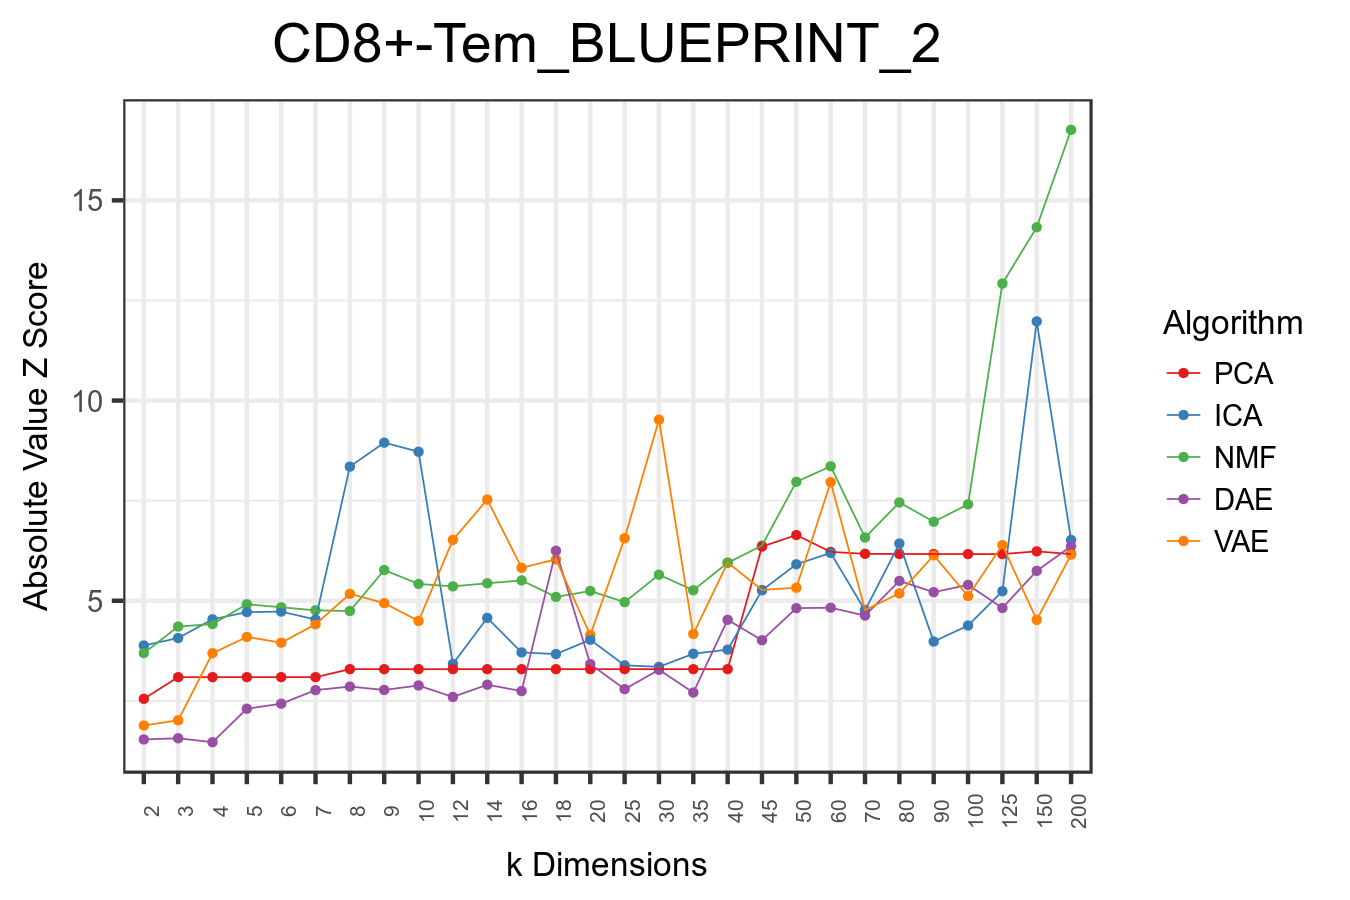 CD8+-Tem_BLUEPRINT_2
Absolute Value Z Score
15
10
5
2 3 4 5 6 7 8 9 10 12 14 16 18 20 25 30 35 40 45 50 60 70 80 90 100 125 150 200
k Dimensions
Algorithm
PCA
ICA
NMF
DAE
VAE